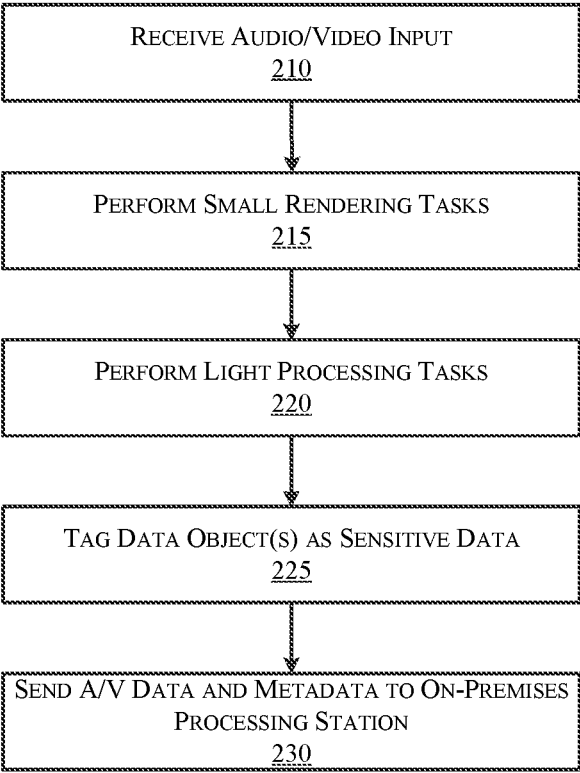 RECEIVE AUDIO/VIDEO INPUT
210
PERFORM SMALL RENDERING TASKS
215
PERFORM LIGHT PROCESSING TASKS
220
TAG DATA OBJECT(S) AS SENSITIVE DATA
225
SEND A/V DATA AND METADATA TO ON-PREMISES
PROCESSING STATION
230